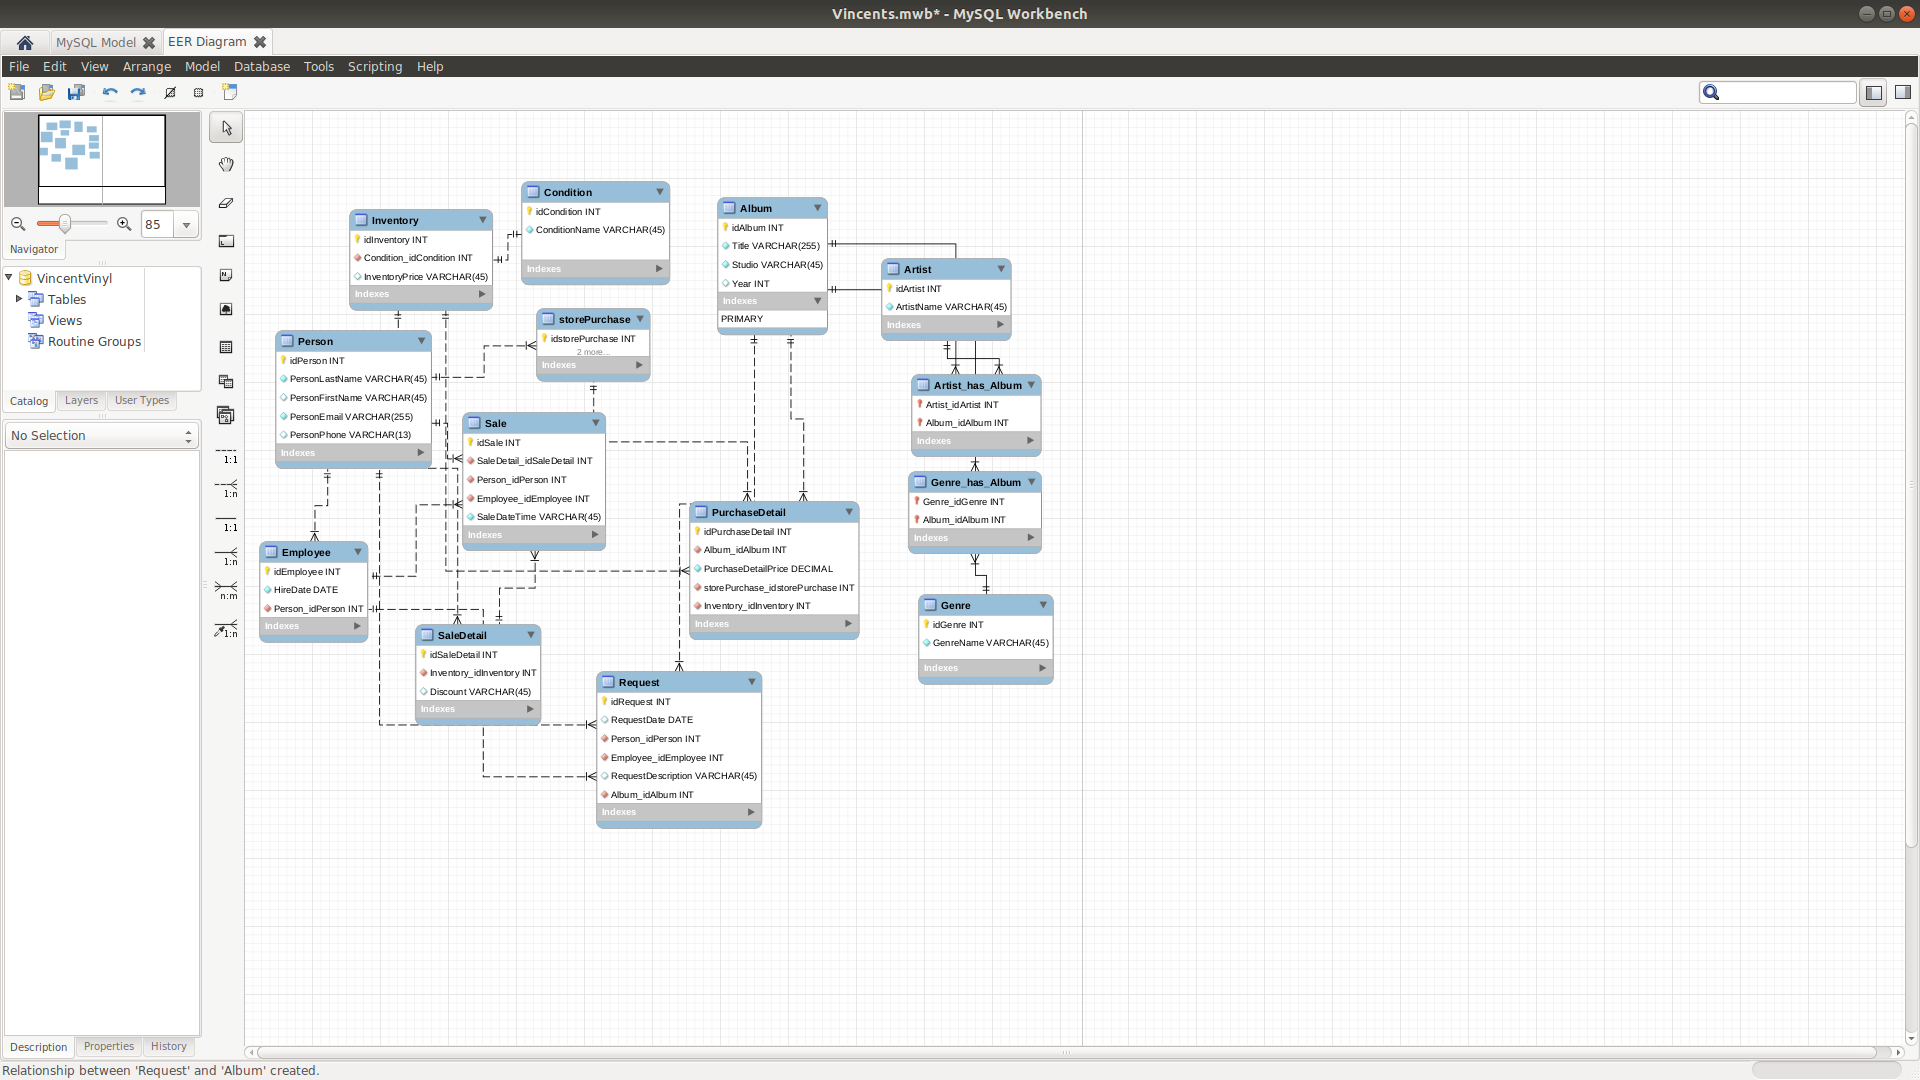 Vincents.mwb* - MySQL Workbench
MySQL Model
EER Diagram
File Edit View Arrange Model Database Tools Scripting Help
85
Navigator
VincentVinyl
Tables
Views
Routine Groups
Catalog Layers User Types
No Selection
Description Properties History
Relationship between 'Request' and 'Album' created.
1:1
1:n
1:1
1:n
n:m
1:n
Condition
idCondition INT
ConditionName VARCHAR(45)
Indexes
Inventory
idInventory INT
Condition_idCondition INT
InventoryPrice VARCHAR(45)
Indexes
Album
idAlbum INT
Title VARCHAR(255)
Studio VARCHAR(45)
Year INT
Indexes
PRIMARY
Artist
idArtist INT
ArtistName VARCHAR(45)
Indexes
storePurchase
idstorePurchase INT
2 more...
Indexes
Person
idPerson INT
PersonLastName VARCHAR(45)
PersonFirstName VARCHAR(45)
PersonEmail VARCHAR(255)
PersonPhone VARCHAR(13)
Indexes
Artist_has_Album
Artist_idArtist INT
Album_idAlbum INT
Indexes
Sale
idSale INT
SaleDetail_idSaleDetail INT
Person_idPerson INT
Employee_idEmployee INT
SaleDateTime VARCHAR(45)
Indexes
Genre_has_Album
Genre_idGenre INT
Album_idAlbum INT
Indexes
PurchaseDetail
idPurchaseDetail INT
Album_idAlbum INT
PurchaseDetailPrice DECIMAL
storePurchase_idstorePurchase INT
Inventory_idInventory INT
Indexes
Employee
idEmployee INT
HireDate DATE
Person_idPerson INT
Indexes
Genre
idGenre INT
GenreName VARCHAR(45)
Indexes
SaleDetail
idSaleDetail INT
Inventory_idInventory INT
Discount VARCHAR(45)
Indexes
Request
idRequest INT
RequestDate DATE
Person_idPerson INT
Employee_idEmployee INT
RequestDescription VARCHAR(45)
Album_idAlbum INT
Indexes